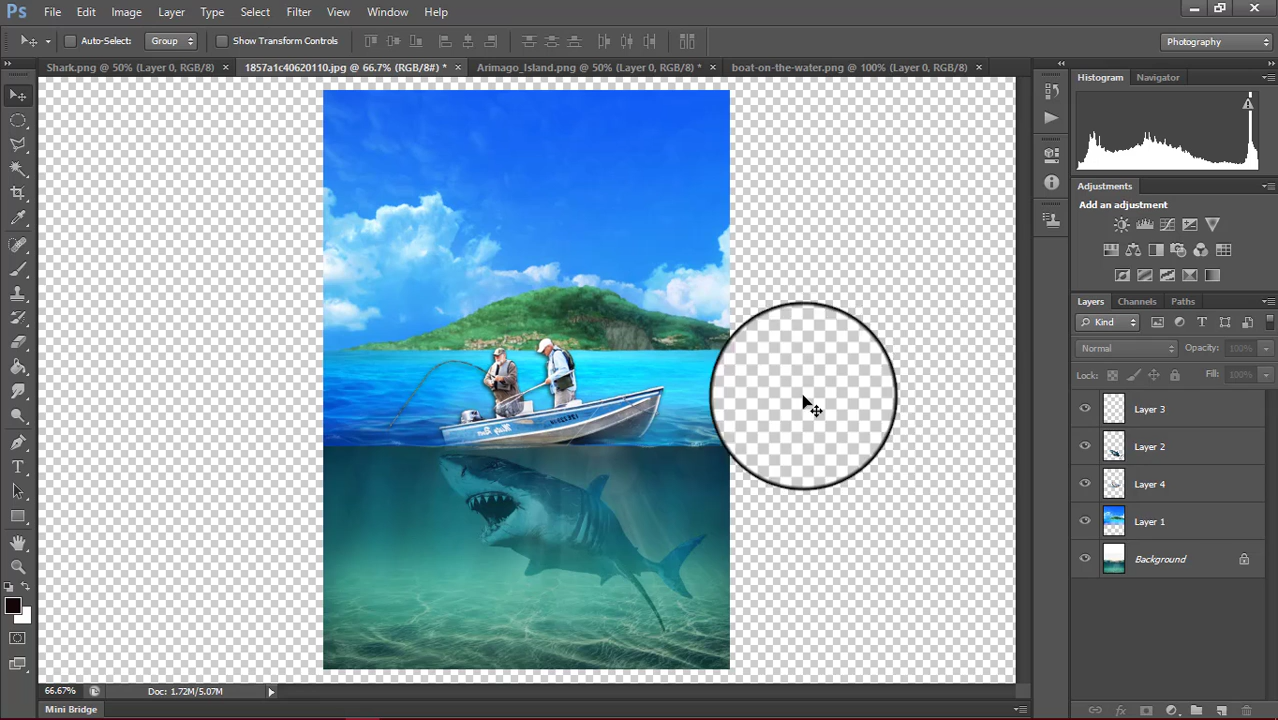 Ps File Edit Image Layer Type Select Filter View Window Help
Auto-Select: Group Show Transform Controls Photography
Shark.png @ 50% (Layer 0, RGB/8) × 1857a1c40620110.jpg @ 66.7% (RGB/8#) * × Arimago_Island.png @ 50% (Layer 0, RGB/8) * × boat-on-the-water.png @ 100% (Layer 0, RGB/8) ×
Histogram Navigator
Adjustments
Add an adjustment
Layers Channels Paths
Kind
Normal Opacity: 100%
Lock: Fill: 100%
Layer 3
Layer 2
Layer 4
Layer 1
Background
66.67% Doc: 1.72M/5.07M
Mini Bridge